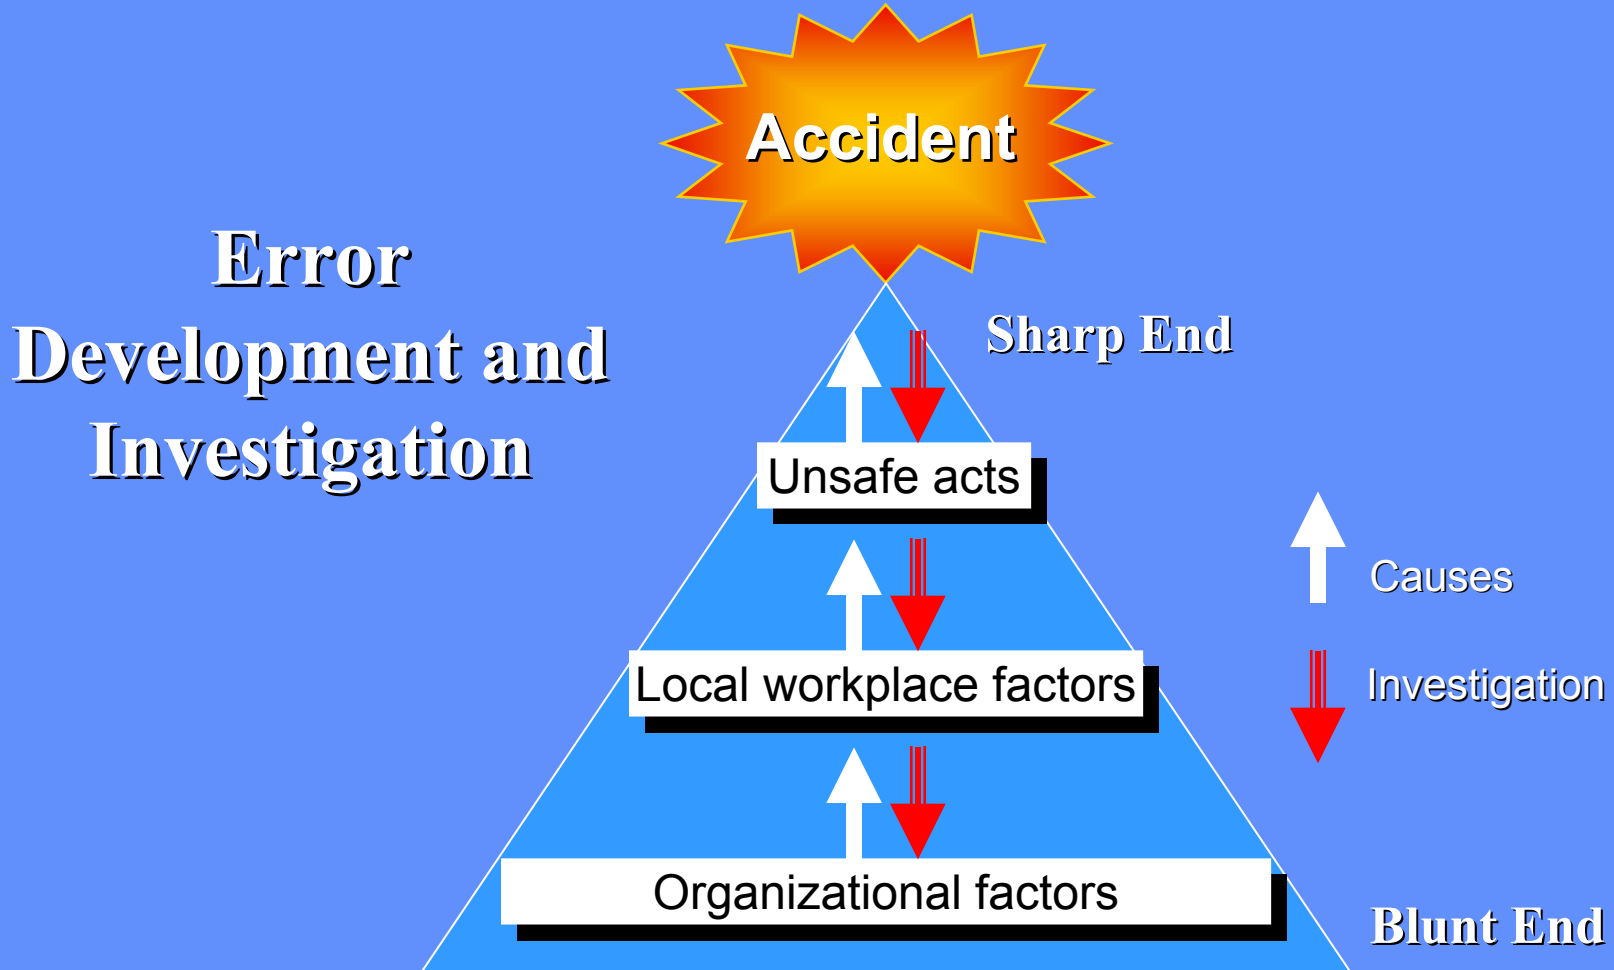 Accident
Error
Development and
Investigation
Sharp End
Unsafe acts
Causes
Local workplace factors
Investigation
Organizational factors
Blunt End